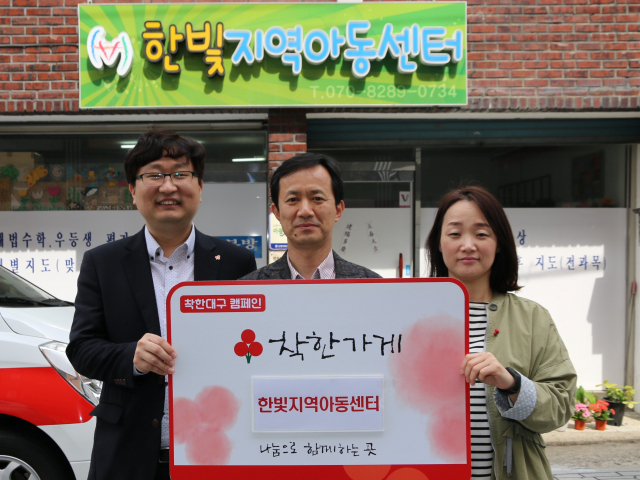 한빛지역아동센터
T.070-8289-0734
착한대구 캠페인
착한가게
한빛지역아동센터
나눔으로 함께하는 곳